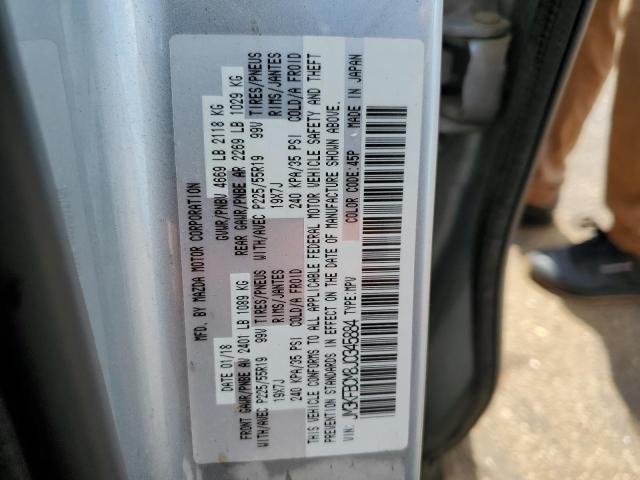 MFD. BY MAZDA MOTOR CORPORATION
DATE 01/18 GVWR/PNBV 4669 LB 2118 KG
FRONT GAWR/PNBE AV 2401 LB 1089 KG REAR GAWR/PNBE AR 2269 LB 1029 KG
WITH/AVEC P225/55R19 99V TIRES/PNEUS WITH/AVEC P225/55R19 99V TIRES/PNEUS
19X7J RIMS/JANTES 19X7J RIMS/JANTES
240 KPA/35 PSI COLD/A FROID 240 KPA/35 PSI COLD/A FROID
THIS VEHICLE CONFORMS TO ALL APPLICABLE FEDERAL MOTOR VEHICLE SAFETY AND THEFT
PREVENTION STANDARDS IN EFFECT ON THE DATE OF MANUFACTURE SHOWN ABOVE.
COLOR CODE:45P MADE IN JAPAN
VIN: JM3KFBDM8J0345884 TYPE:MPV